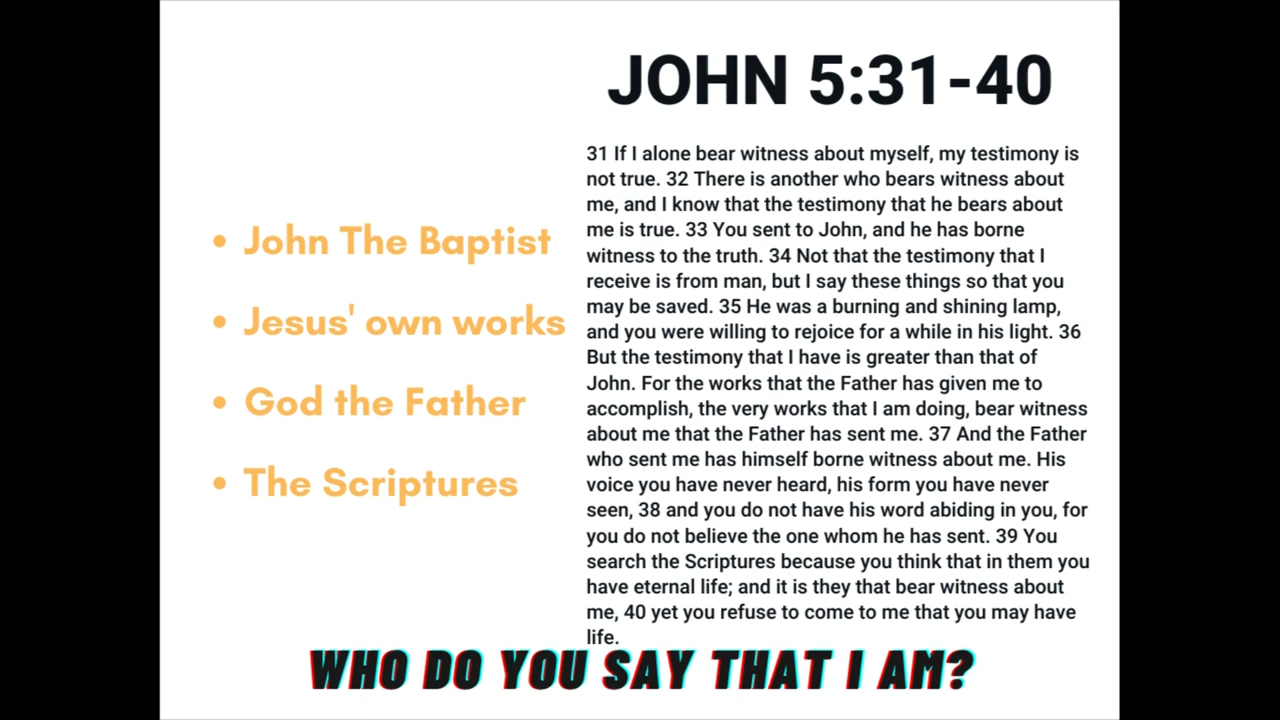 JOHN 5:31-40
• John The Baptist
• Jesus' own works
• God the Father
• The Scriptures
31 If I alone bear witness about myself, my testimony is
not true. 32 There is another who bears witness about
me, and I know that the testimony that he bears about
me is true. 33 You sent to John, and he has borne
witness to the truth. 34 Not that the testimony that I
receive is from man, but I say these things so that you
may be saved. 35 He was a burning and shining lamp,
and you were willing to rejoice for a while in his light. 36
But the testimony that I have is greater than that of
John. For the works that the Father has given me to
accomplish, the very works that I am doing, bear witness
about me that the Father has sent me. 37 And the Father
who sent me has himself borne witness about me. His
voice you have never heard, his form you have never
seen, 38 and you do not have his word abiding in you, for
you do not believe the one whom he has sent. 39 You
search the Scriptures because you think that in them you
have eternal life; and it is they that bear witness about
me, 40 yet you refuse to come to me that you may have
life.
WHO DO YOU SAY THAT I AM?